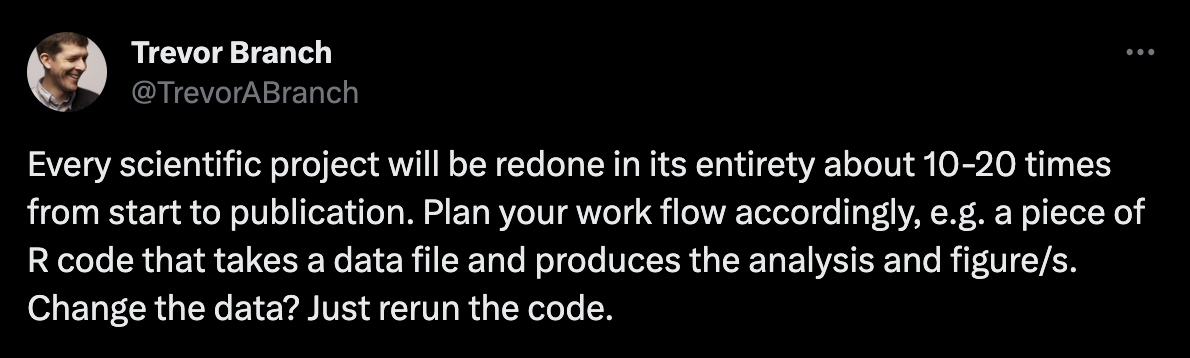 Trevor Branch
@TrevorABranch
Every scientific project will be redone in its entirety about 10-20 times
from start to publication. Plan your work flow accordingly, e.g. a piece of
R code that takes a data file and produces the analysis and figure/s.
Change the data? Just rerun the code.